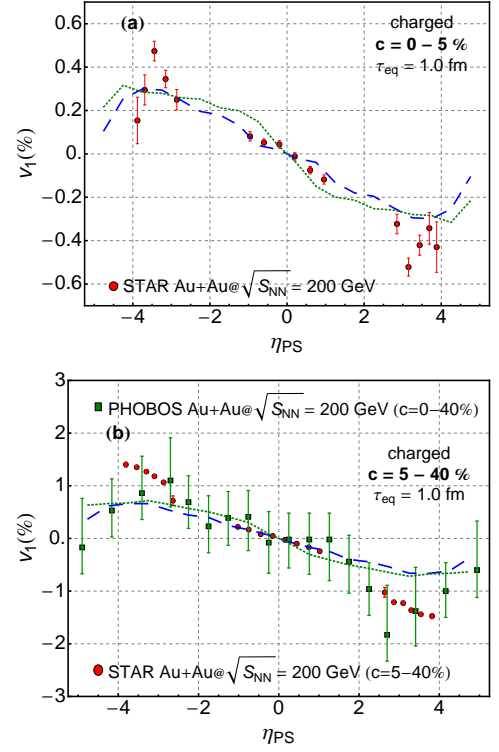 (a)
charged
c = 0 – 5 %
τeq = 1.0 fm
0.6
0.4
0.2
0.
-0.2
-0.4
-0.6
v1(%)
STAR Au+Au@√SNN = 200 GeV
-4 -2 0 2 4
ηPS
3
2
1
0
-1
-2
-3
v1(%)
PHOBOS Au+Au@√SNN = 200 GeV (c=0–40%)
(b)
charged
c = 5 – 40 %
τeq = 1.0 fm
STAR Au+Au@√SNN = 200 GeV (c=5–40%)
-4 -2 0 2 4
ηPS